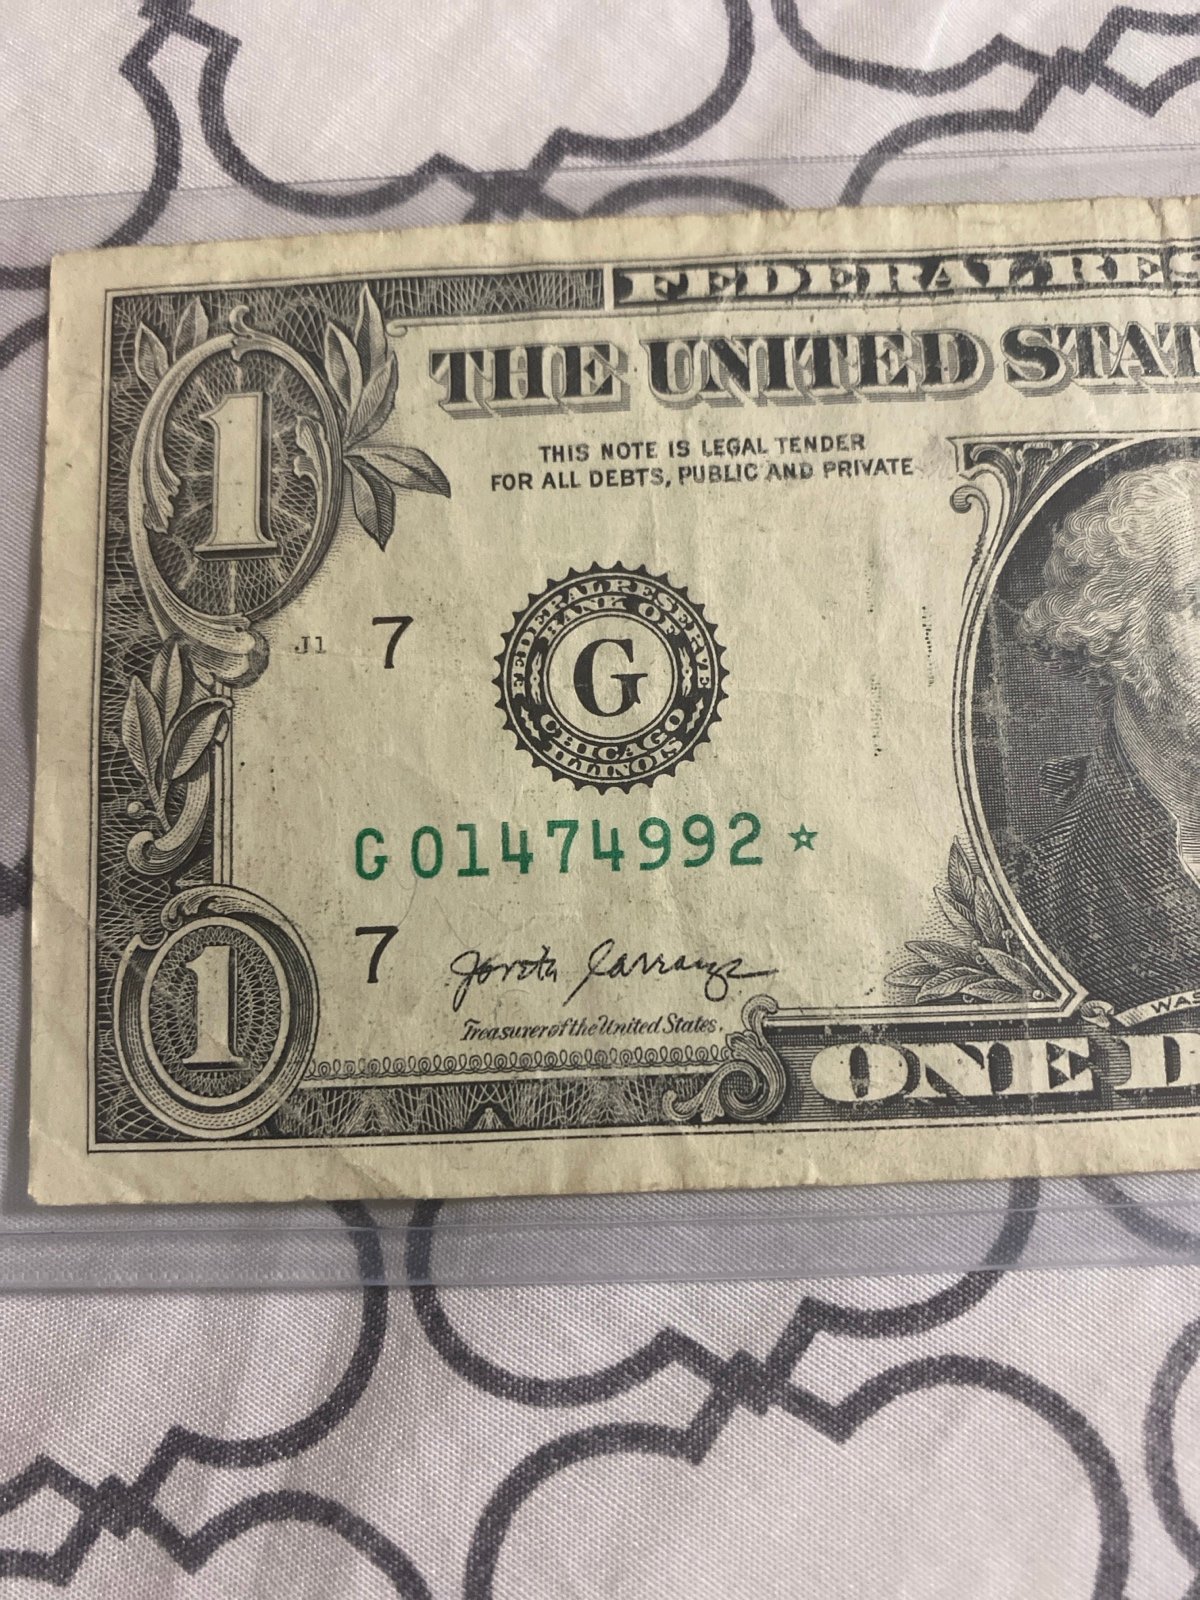 FEDERAL RES
THE UNITED STAT
THIS NOTE IS LEGAL TENDER
FOR ALL DEBTS, PUBLIC AND PRIVATE
1
J1 7
FEDERAL RESERVE
BANK OF
G
CHICAGO
ILLINOIS
G 01474992 ☆
7
Treasurer of the United States.
1
WAS
ONE D